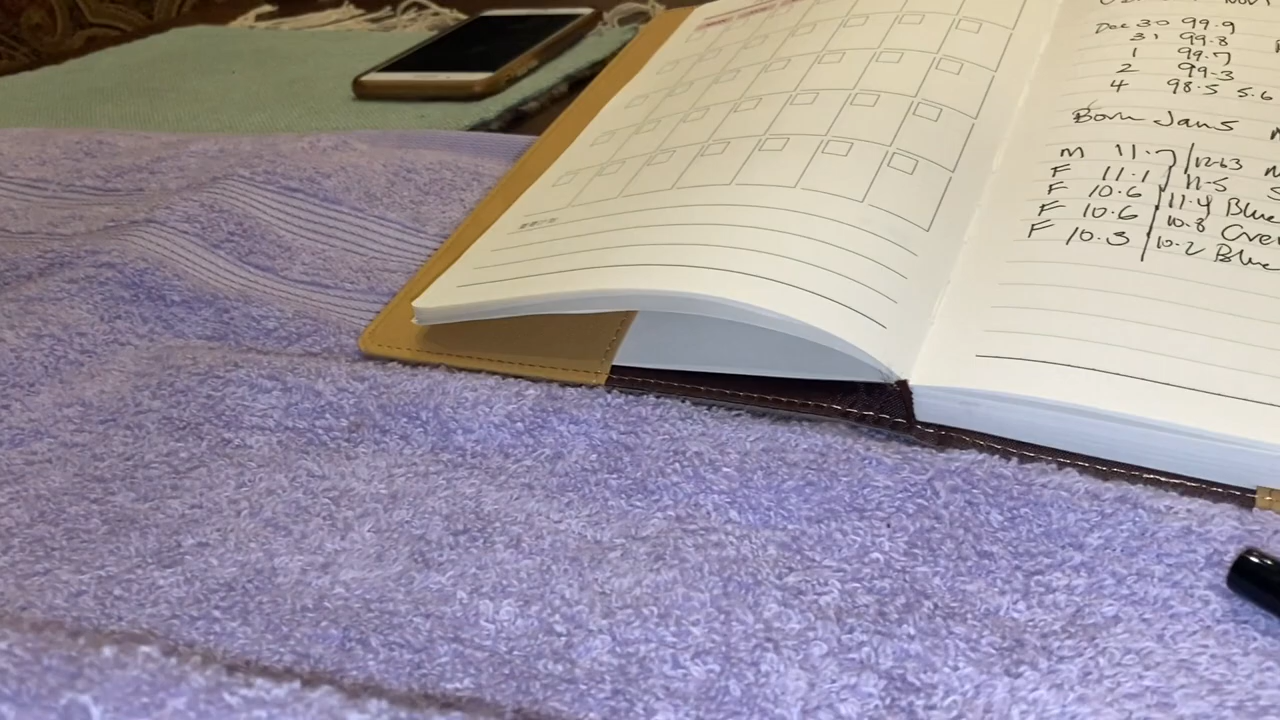 Dec 30 99.9
31 99.8
1 99.7
2 99.3
4 98.5 5.6
Born Jan 5
M 11.7 12.63
F 11.1 11.5 S
F 10.6 11.4 Blue
F 10.6 10.8
F 10.3 10.2 Blue